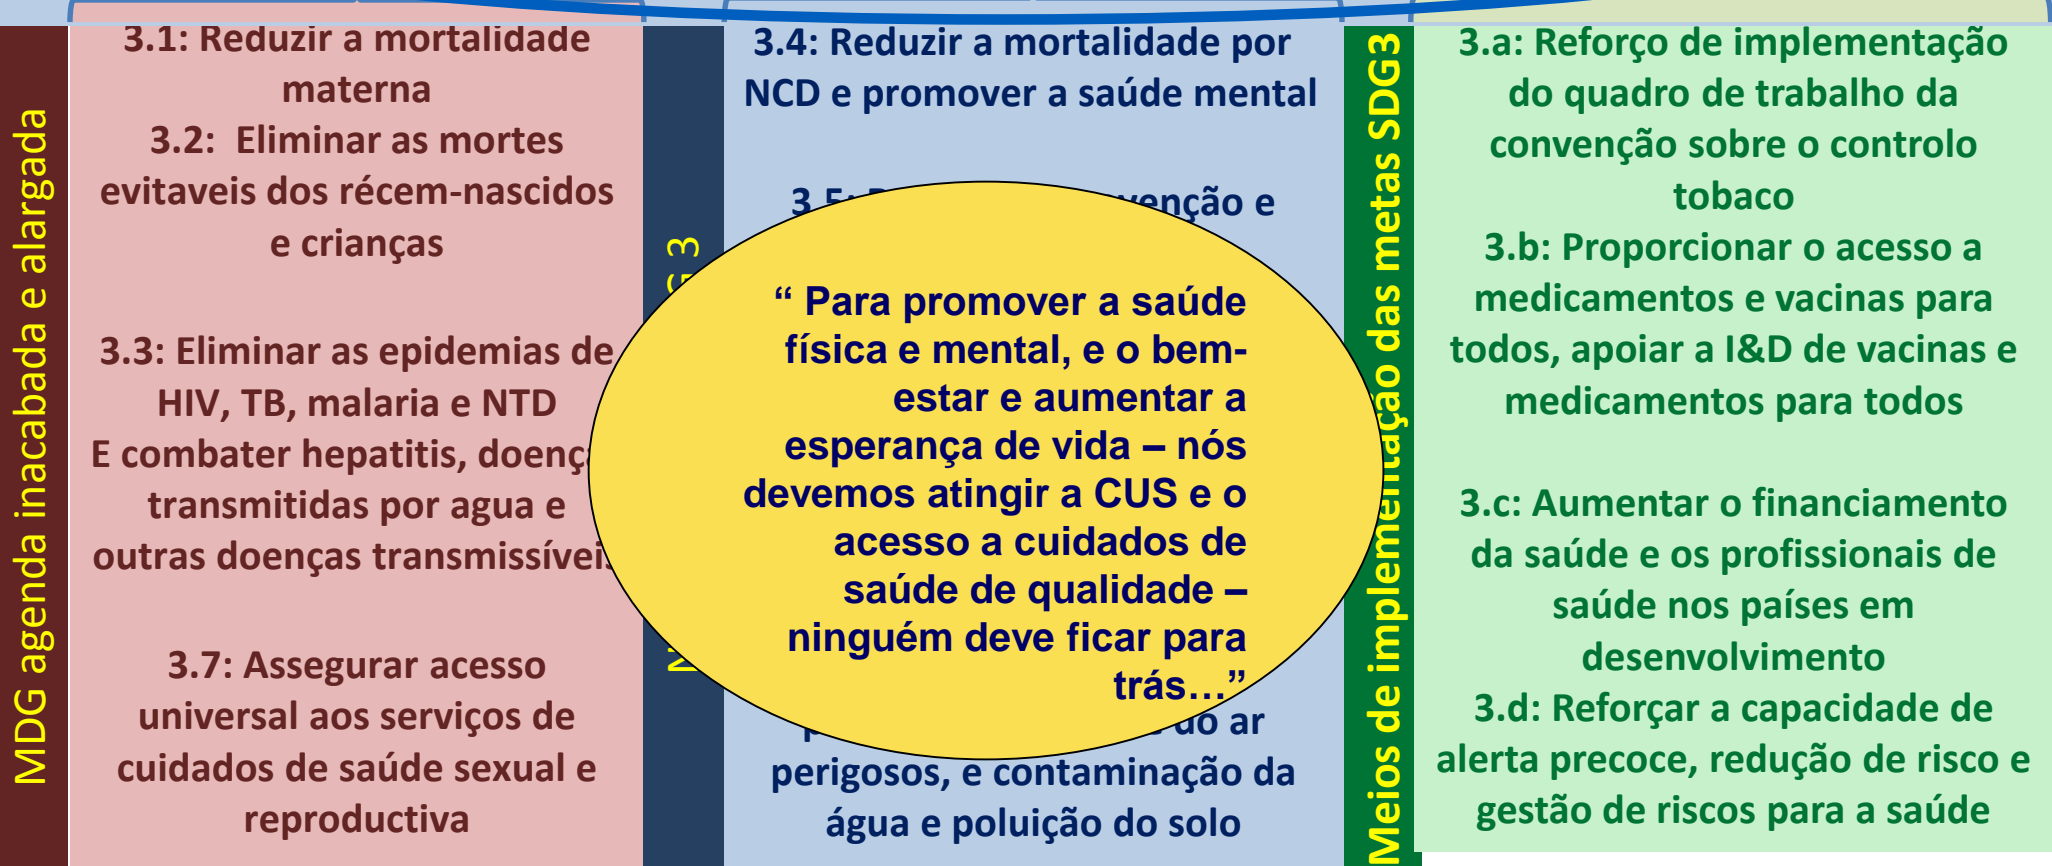 MDG agenda inacabada e alargada
3.1: Reduzir a mortalidade
materna
3.2: Eliminar as mortes
evitaveis dos récem-nascidos
e crianças
3.3: Eliminar as epidemias de
HIV, TB, malaria e NTD
E combater hepatitis, doença
transmitidas por agua e
outras doenças transmissíveis
3.7: Assegurar acesso
universal aos serviços de
cuidados de saúde sexual e
reproductiva
3
3.4: Reduzir a mortalidade por
NCD e promover a saúde mental
3.5:
e
“ Para promover a saúde
física e mental, e o bem-
estar e aumentar a
esperança de vida – nós
devemos atingir a CUS e o
acesso a cuidados de
saúde de qualidade –
ninguém deve ficar para
trás…”
do ar
perigosos, e contaminação da
água e poluição do solo
Meios de implementação das metas SDG3
3.a: Reforço de implementação
do quadro de trabalho da
convenção sobre o controlo
tobaco
3.b: Proporcionar o acesso a
medicamentos e vacinas para
todos, apoiar a I&D de vacinas e
medicamentos para todos
3.c: Aumentar o financiamento
da saúde e os profissionais de
saúde nos países em
desenvolvimento
3.d: Reforçar a capacidade de
alerta precoce, redução de risco e
gestão de riscos para a saúde